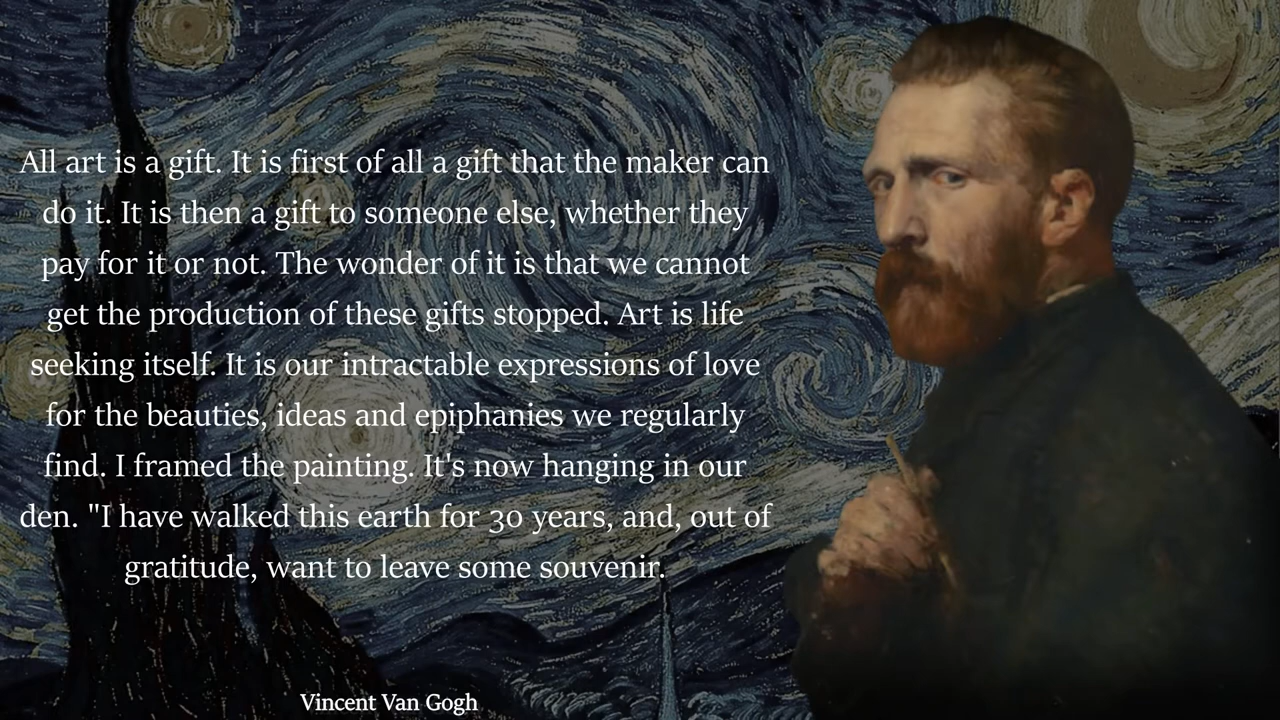 All art is a gift. It is first of all a gift that the maker can
do it. It is then a gift to someone else, whether they
pay for it or not. The wonder of it is that we cannot
get the production of these gifts stopped. Art is life
seeking itself. It is our intractable expressions of love
for the beauties, ideas and epiphanies we regularly
find. I framed the painting. It's now hanging in our
den. "I have walked this earth for 30 years, and, out of
gratitude, want to leave some souvenir.
Vincent Van Gogh